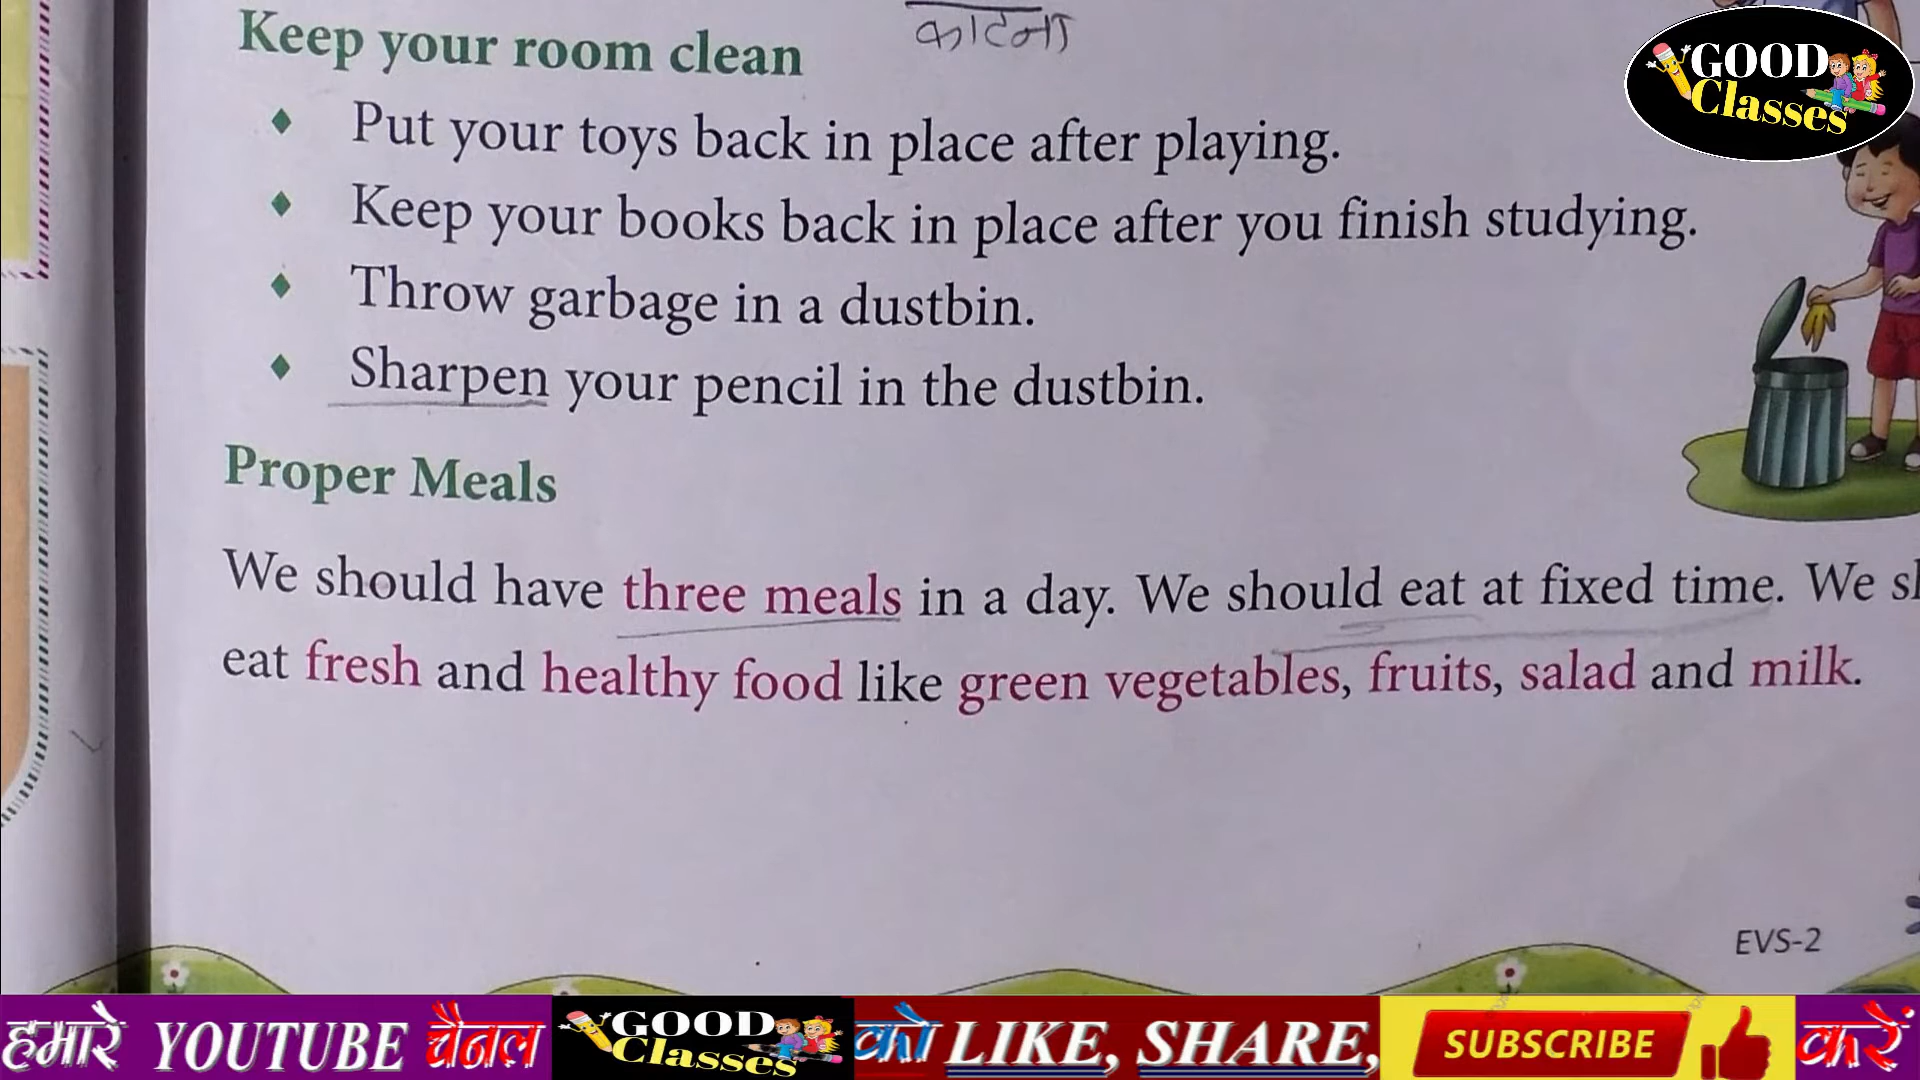 काटना
Keep your room clean
GOOD
Classes
♦ Put your toys back in place after playing.
♦ Keep your books back in place after you finish studying.
♦ Throw garbage in a dustbin.
♦ Sharpen your pencil in the dustbin.
Proper Meals
We should have three meals in a day. We should eat at fixed time. We
eat fresh and healthy food like green vegetables, fruits, salad and milk.
EVS-2
हमारे YOUTUBE चैनल GOOD Classes को LIKE, SHARE, SUBSCRIBE करें